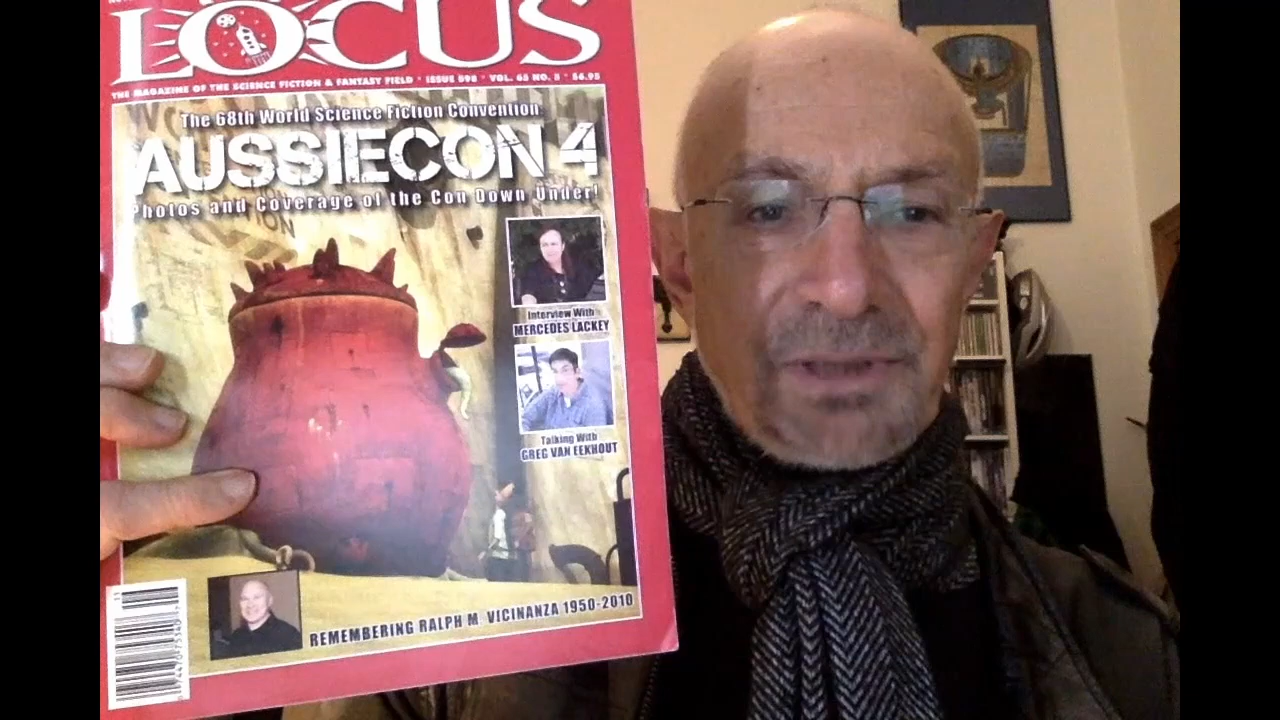 LOCUS
THE MAGAZINE OF THE SCIENCE FICTION & FANTASY FIELD * ISSUE 598 * VOL. 65 NO. 5 * $6.95
The 68th World Science Fiction Convention
AUSSIECON 4
Photos and Coverage of the Con Down Under!
Interview With
MERCEDES LACKEY
Talking With
GREG VAN EEKHOUT
REMEMBERING RALPH M. VICINANZA 1950-2010